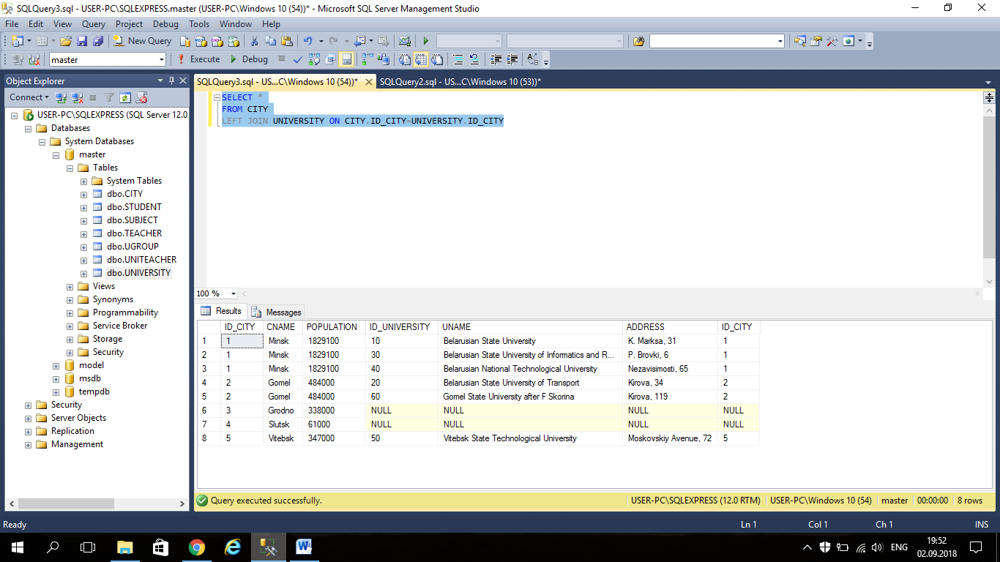 SQLQuery3.sql - USER-PC\SQLEXPRESS.master (USER-PC\Windows 10 (54))* - Microsoft SQL Server Management Studio
File Edit View Query Project Debug Tools Window Help
New Query
master Execute Debug
Object Explorer
Connect
USER-PC\SQLEXPRESS (SQL Server 12.0
Databases
System Databases
master
Tables
System Tables
dbo.CITY
dbo.STUDENT
dbo.SUBJECT
dbo.TEACHER
dbo.UGROUP
dbo.UNITEACHER
dbo.UNIVERSITY
Views
Synonyms
Programmability
Service Broker
Storage
Security
model
msdb
tempdb
Security
Server Objects
Replication
Management
SQLQuery3.sql - US...C\Windows 10 (54))* SQLQuery2.sql - US...C\Windows 10 (53))*
SELECT *
FROM CITY
LEFT JOIN UNIVERSITY ON CITY.ID_CITY=UNIVERSITY.ID_CITY
100 %
Results Messages
ID_CITY CNAME POPULATION ID_UNIVERSITY UNAME ADDRESS ID_CITY
1 1 Minsk 1829100 10 Belarusian State University K. Marksa, 31 1
2 1 Minsk 1829100 30 Belarusian State University of Informatics and R... P. Brovki, 6 1
3 1 Minsk 1829100 40 Belarusian National Technological University Nezavisimosti, 65 1
4 2 Gomel 484000 20 Belarusian State University of Transport Kirova, 34 2
5 2 Gomel 484000 60 Gomel State University after F Skorina Kirova, 119 2
6 3 Grodno 338000 NULL NULL NULL NULL
7 4 Slutsk 61000 NULL NULL NULL NULL
8 5 Vitebsk 347000 50 Vitebsk State Technological University Moskovskiy Avenue, 72 5
Query executed successfully. USER-PC\SQLEXPRESS (12.0 RTM) USER-PC\Windows 10 (54) master 00:00:00 8 rows
Ready Ln 1 Col 1 Ch 1 INS
ENG 19:52
02.09.2018